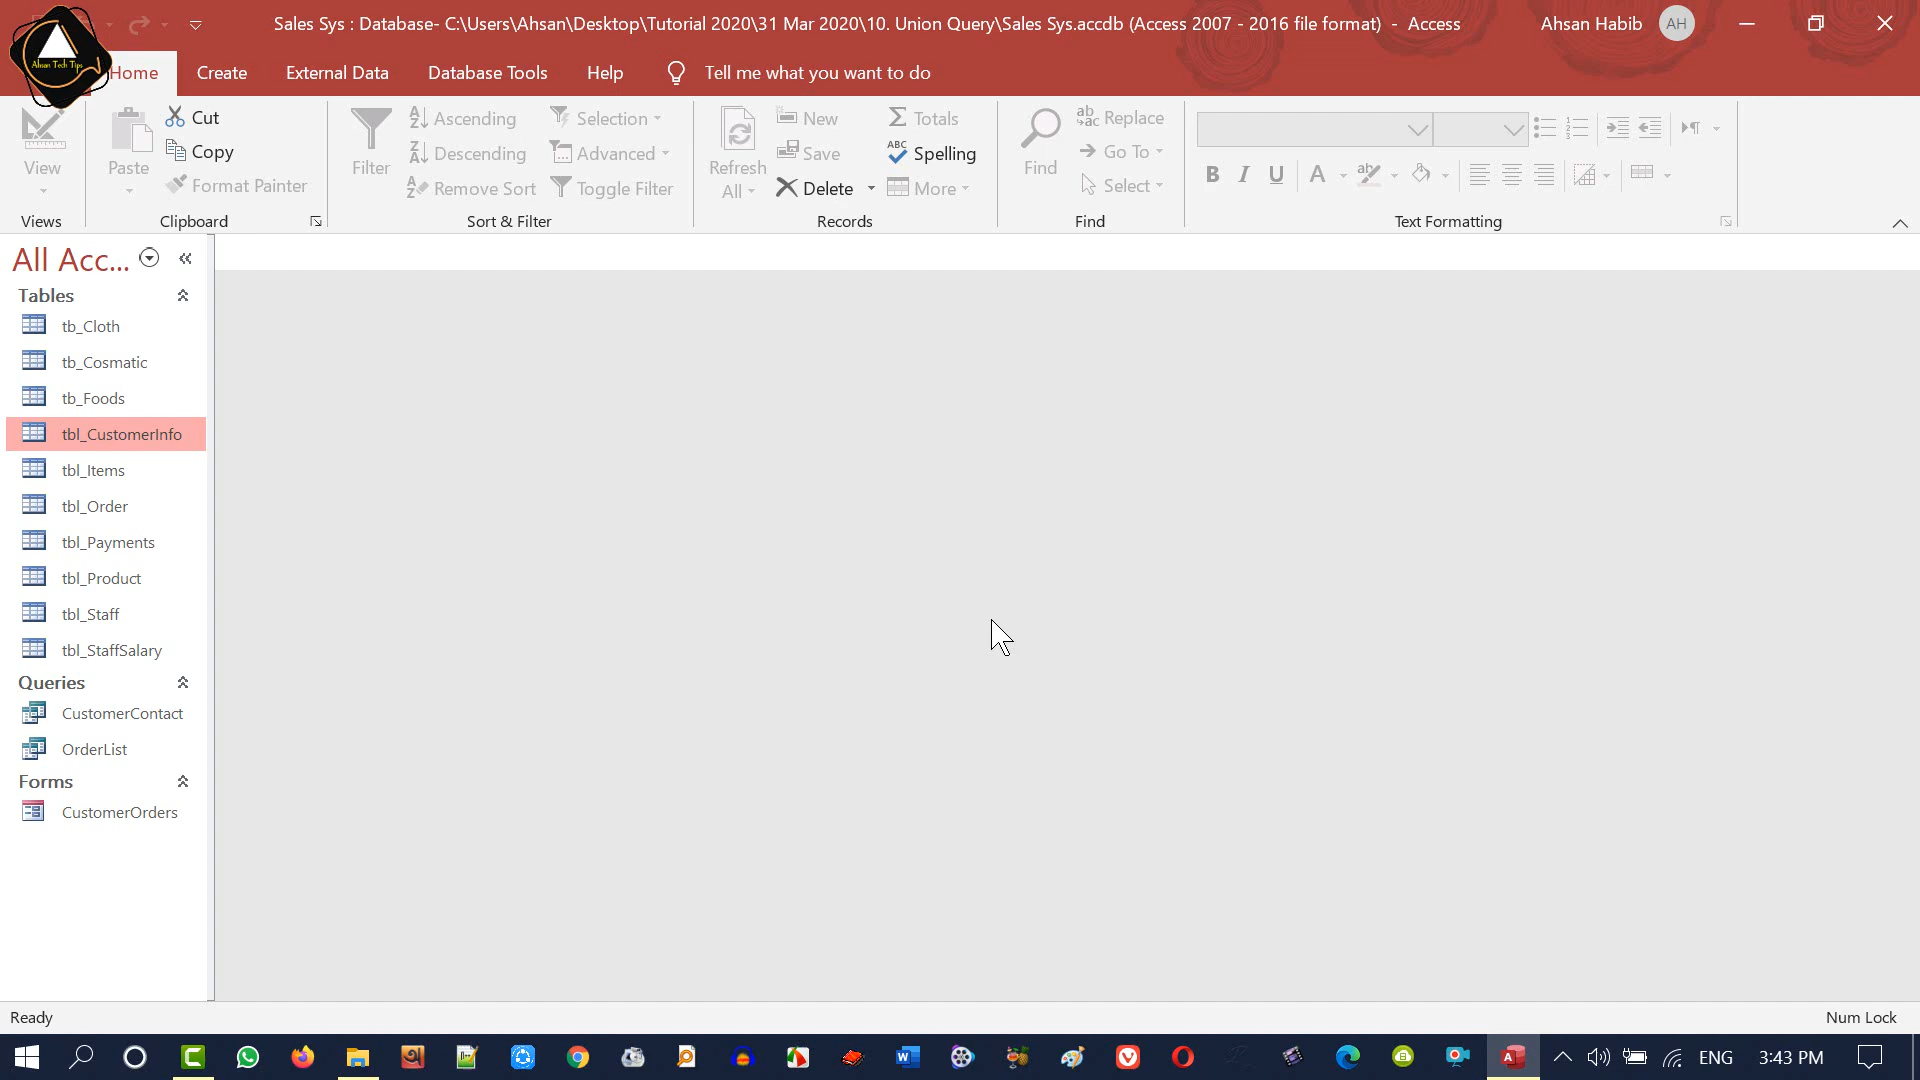 Sales Sys : Database- C:\Users\Ahsan\Desktop\Tutorial 2020\31 Mar 2020\10. Union Query\Sales Sys.accdb (Access 2007 - 2016 file format) - Access
Ahsan Habib AH
Ahsan Tech Tips
Home Create External Data Database Tools Help Tell me what you want to do
View
Views
Paste
Cut
Copy
Format Painter
Clipboard
Filter
Ascending
Descending
Remove Sort
Selection
Advanced
Toggle Filter
Sort & Filter
Refresh
All
New
Save
Delete
Totals
Spelling
More
Records
Find
Replace
Go To
Select
Find
B I U A
Text Formatting
All Acc...
Tables
tb_Cloth
tb_Cosmatic
tb_Foods
tbl_CustomerInfo
tbl_Items
tbl_Order
tbl_Payments
tbl_Product
tbl_Staff
tbl_StaffSalary
Queries
CustomerContact
OrderList
Forms
CustomerOrders
Ready
Num Lock
ENG 3:43 PM